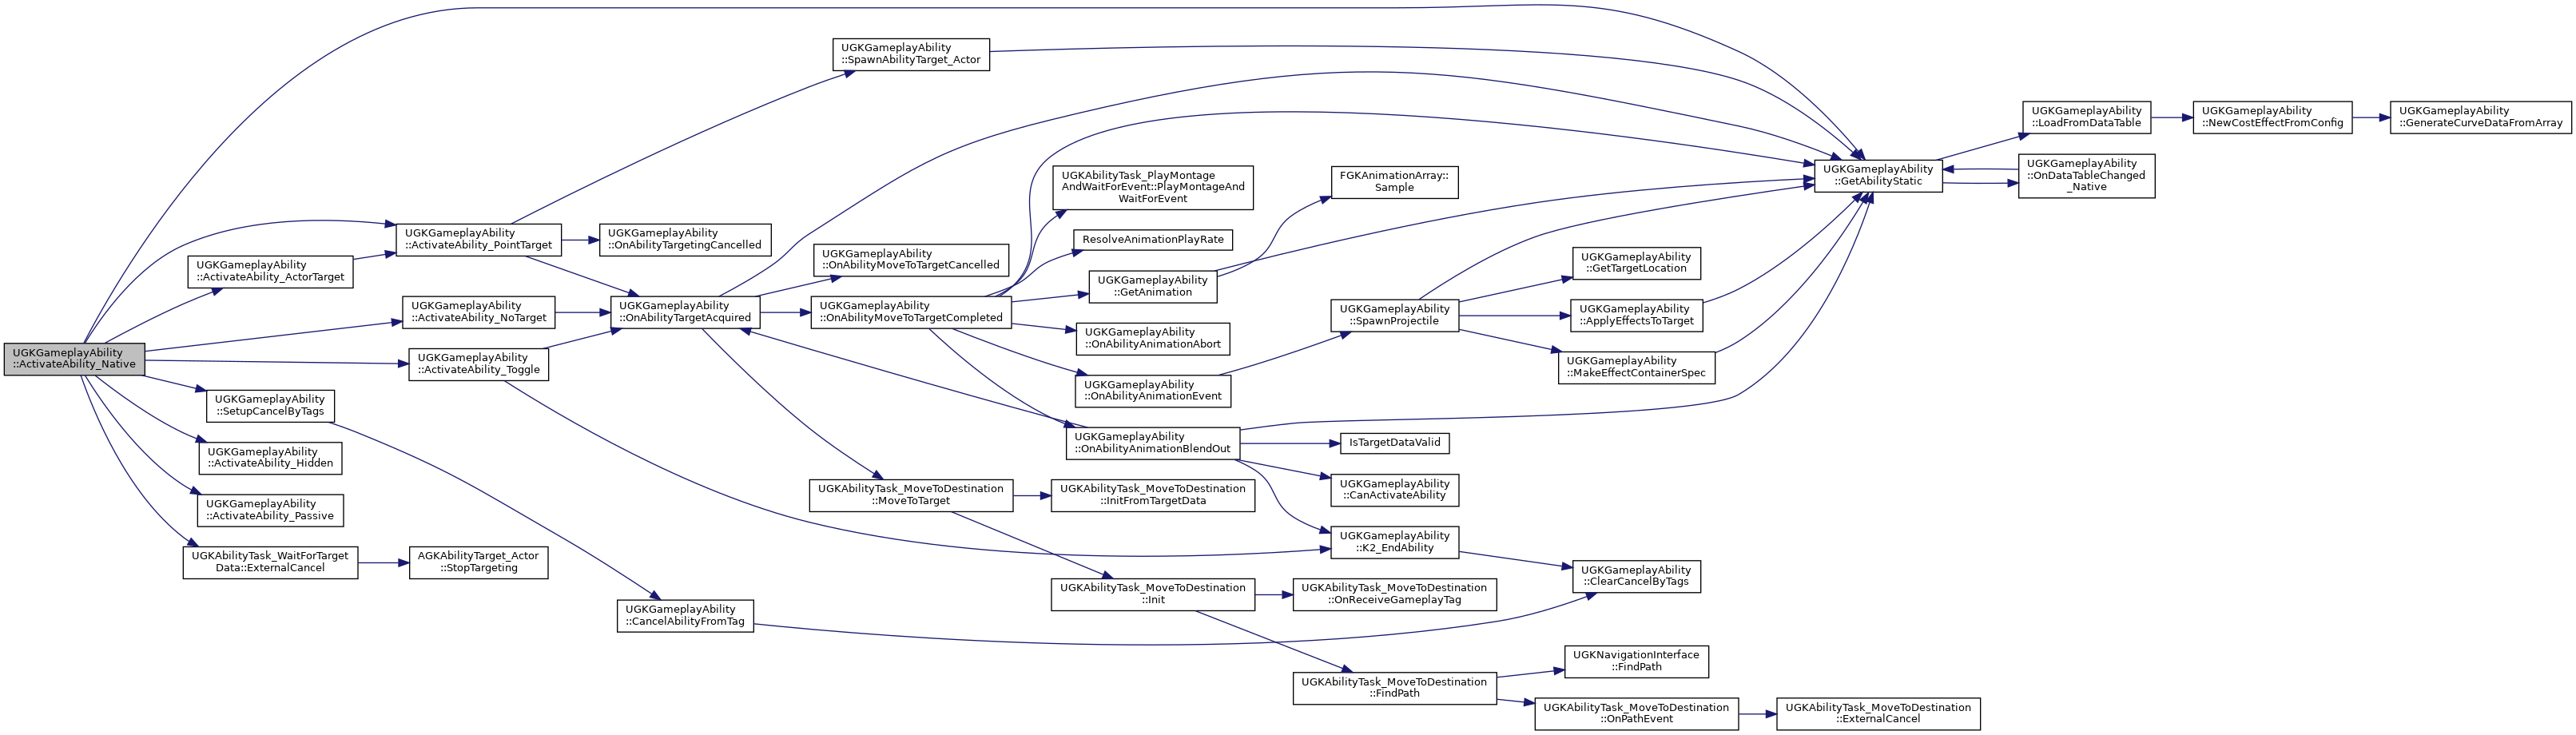 UGKGameplayAbility
::ActivateAbility_Native
UGKGameplayAbility
::ActivateAbility_ActorTarget
UGKGameplayAbility
::SetupCancelByTags
UGKGameplayAbility
::ActivateAbility_Hidden
UGKGameplayAbility
::ActivateAbility_Passive
UGKAbilityTask_WaitForTarget
Data::ExternalCancel
UGKGameplayAbility
::ActivateAbility_PointTarget
UGKGameplayAbility
::ActivateAbility_NoTarget
UGKGameplayAbility
::ActivateAbility_Toggle
AGKAbilityTarget_Actor
::StopTargeting
UGKGameplayAbility
::OnAbilityTargetingCancelled
UGKGameplayAbility
::OnAbilityTargetAcquired
UGKGameplayAbility
::CancelAbilityFromTag
UGKGameplayAbility
::SpawnAbilityTarget_Actor
UGKGameplayAbility
::OnAbilityMoveToTargetCancelled
UGKGameplayAbility
::OnAbilityMoveToTargetCompleted
UGKAbilityTask_MoveToDestination
::MoveToTarget
UGKAbilityTask_PlayMontage
AndWaitForEvent::PlayMontageAnd
WaitForEvent
ResolveAnimationPlayRate
UGKGameplayAbility
::GetAnimation
UGKGameplayAbility
::OnAbilityAnimationAbort
UGKGameplayAbility
::OnAbilityAnimationEvent
UGKGameplayAbility
::OnAbilityAnimationBlendOut
UGKAbilityTask_MoveToDestination
::InitFromTargetData
UGKAbilityTask_MoveToDestination
::Init
FGKAnimationArray::
Sample
UGKGameplayAbility
::SpawnProjectile
IsTargetDataValid
UGKGameplayAbility
::CanActivateAbility
UGKGameplayAbility
::K2_EndAbility
UGKAbilityTask_MoveToDestination
::OnReceiveGameplayTag
UGKAbilityTask_MoveToDestination
::FindPath
UGKGameplayAbility
::GetTargetLocation
UGKGameplayAbility
::ApplyEffectsToTarget
UGKGameplayAbility
::MakeEffectContainerSpec
UGKGameplayAbility
::ClearCancelByTags
UGKNavigationInterface
::FindPath
UGKAbilityTask_MoveToDestination
::OnPathEvent
UGKGameplayAbility
::GetAbilityStatic
UGKAbilityTask_MoveToDestination
::ExternalCancel
UGKGameplayAbility
::LoadFromDataTable
UGKGameplayAbility
::OnDataTableChanged
_Native
UGKGameplayAbility
::NewCostEffectFromConfig
UGKGameplayAbility
::GenerateCurveDataFromArray